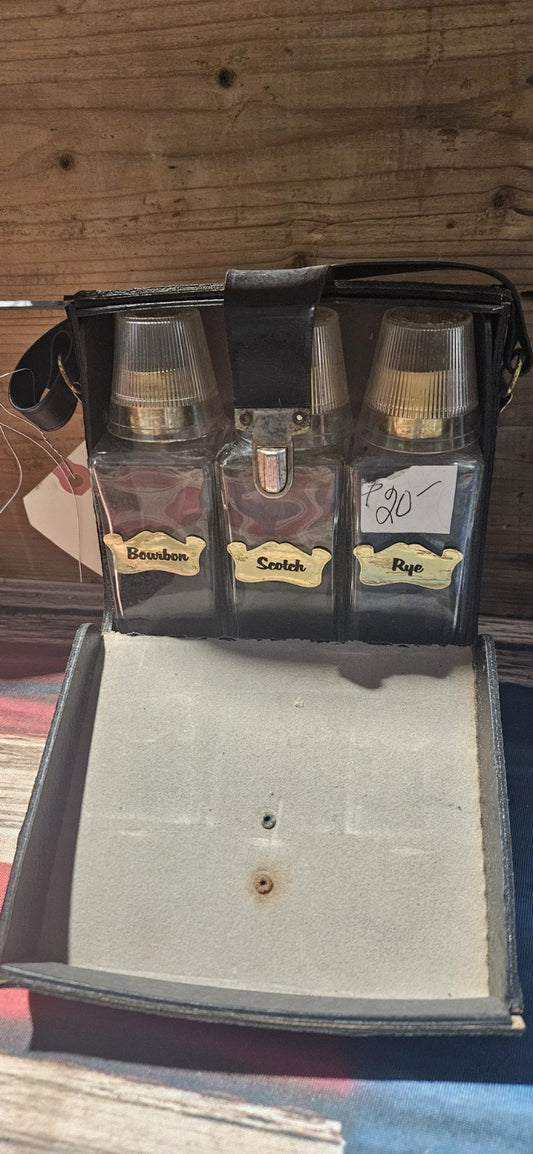 20-
Bourbon
Scotch
Rye